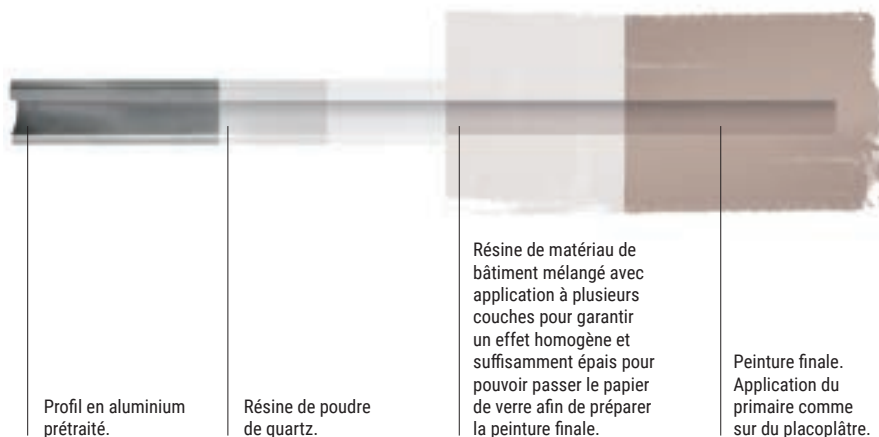 Profil en aluminium
prétraité.
Résine de poudre
de quartz.
Résine de matériau de
bâtiment mélangé avec
application à plusieurs
couches pour garantir
un effet homogène et
suffisamment épais pour
pouvoir passer le papier
de verre afin de préparer
la peinture finale.
Peinture finale.
Application du
primaire comme
sur du placoplâtre.